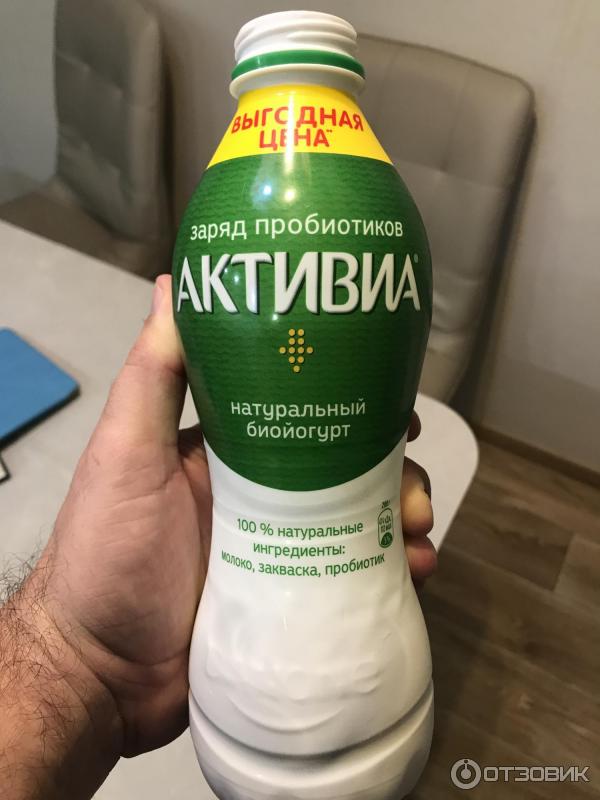 ВЫГОДНАЯ
ЦЕНА**
заряд пробиотиков
АКТИВИА®
натуральный
биойогурт
100 % натуральные
ингредиенты:
молоко, закваска, пробиотик
ОТЗОВИК